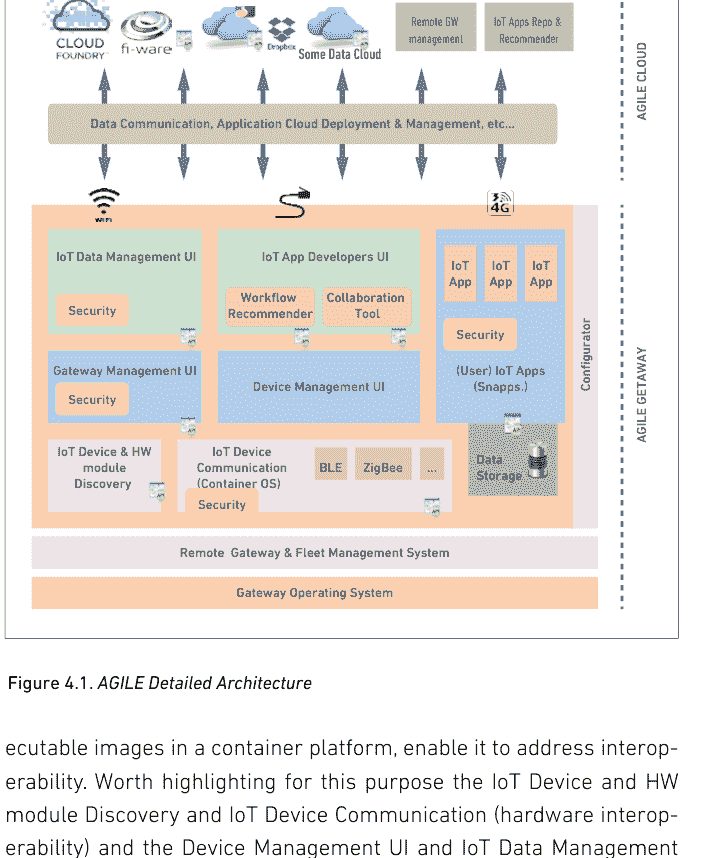 CLOUD
FOUNDRY
fi-ware
Dropbox
Some Data Cloud
Remote GW
management
IoT Apps Repo &
Recommender
AGILE CLOUD
Data Communication, Application Cloud Deployment & Management, etc...
WIFI
3
4G
IoT Data Management UI
Security
IoT App Developers UI
Workflow
Recommender
Collaboration
Tool
IoT
App
IoT
App
IoT
App
Security
(User) IoT Apps
(Snapps.)
Gateway Management UI
Security
Device Management UI
Configurator
AGILE GETAWAY
IoT Device & HW
module
Discovery
IoT Device
Communication
(Container OS)
Security
BLE
ZigBee
...
Data
Storage
Remote Gateway & Fleet Management System
Gateway Operating System
Figure 4.1. AGILE Detailed Architecture
ecutable images in a container platform, enable it to address interop-
erability. Worth highlighting for this purpose the IoT Device and HW
module Discovery and IoT Device Communication (hardware interop-
erability) and the Device Management UI and IoT Data Management